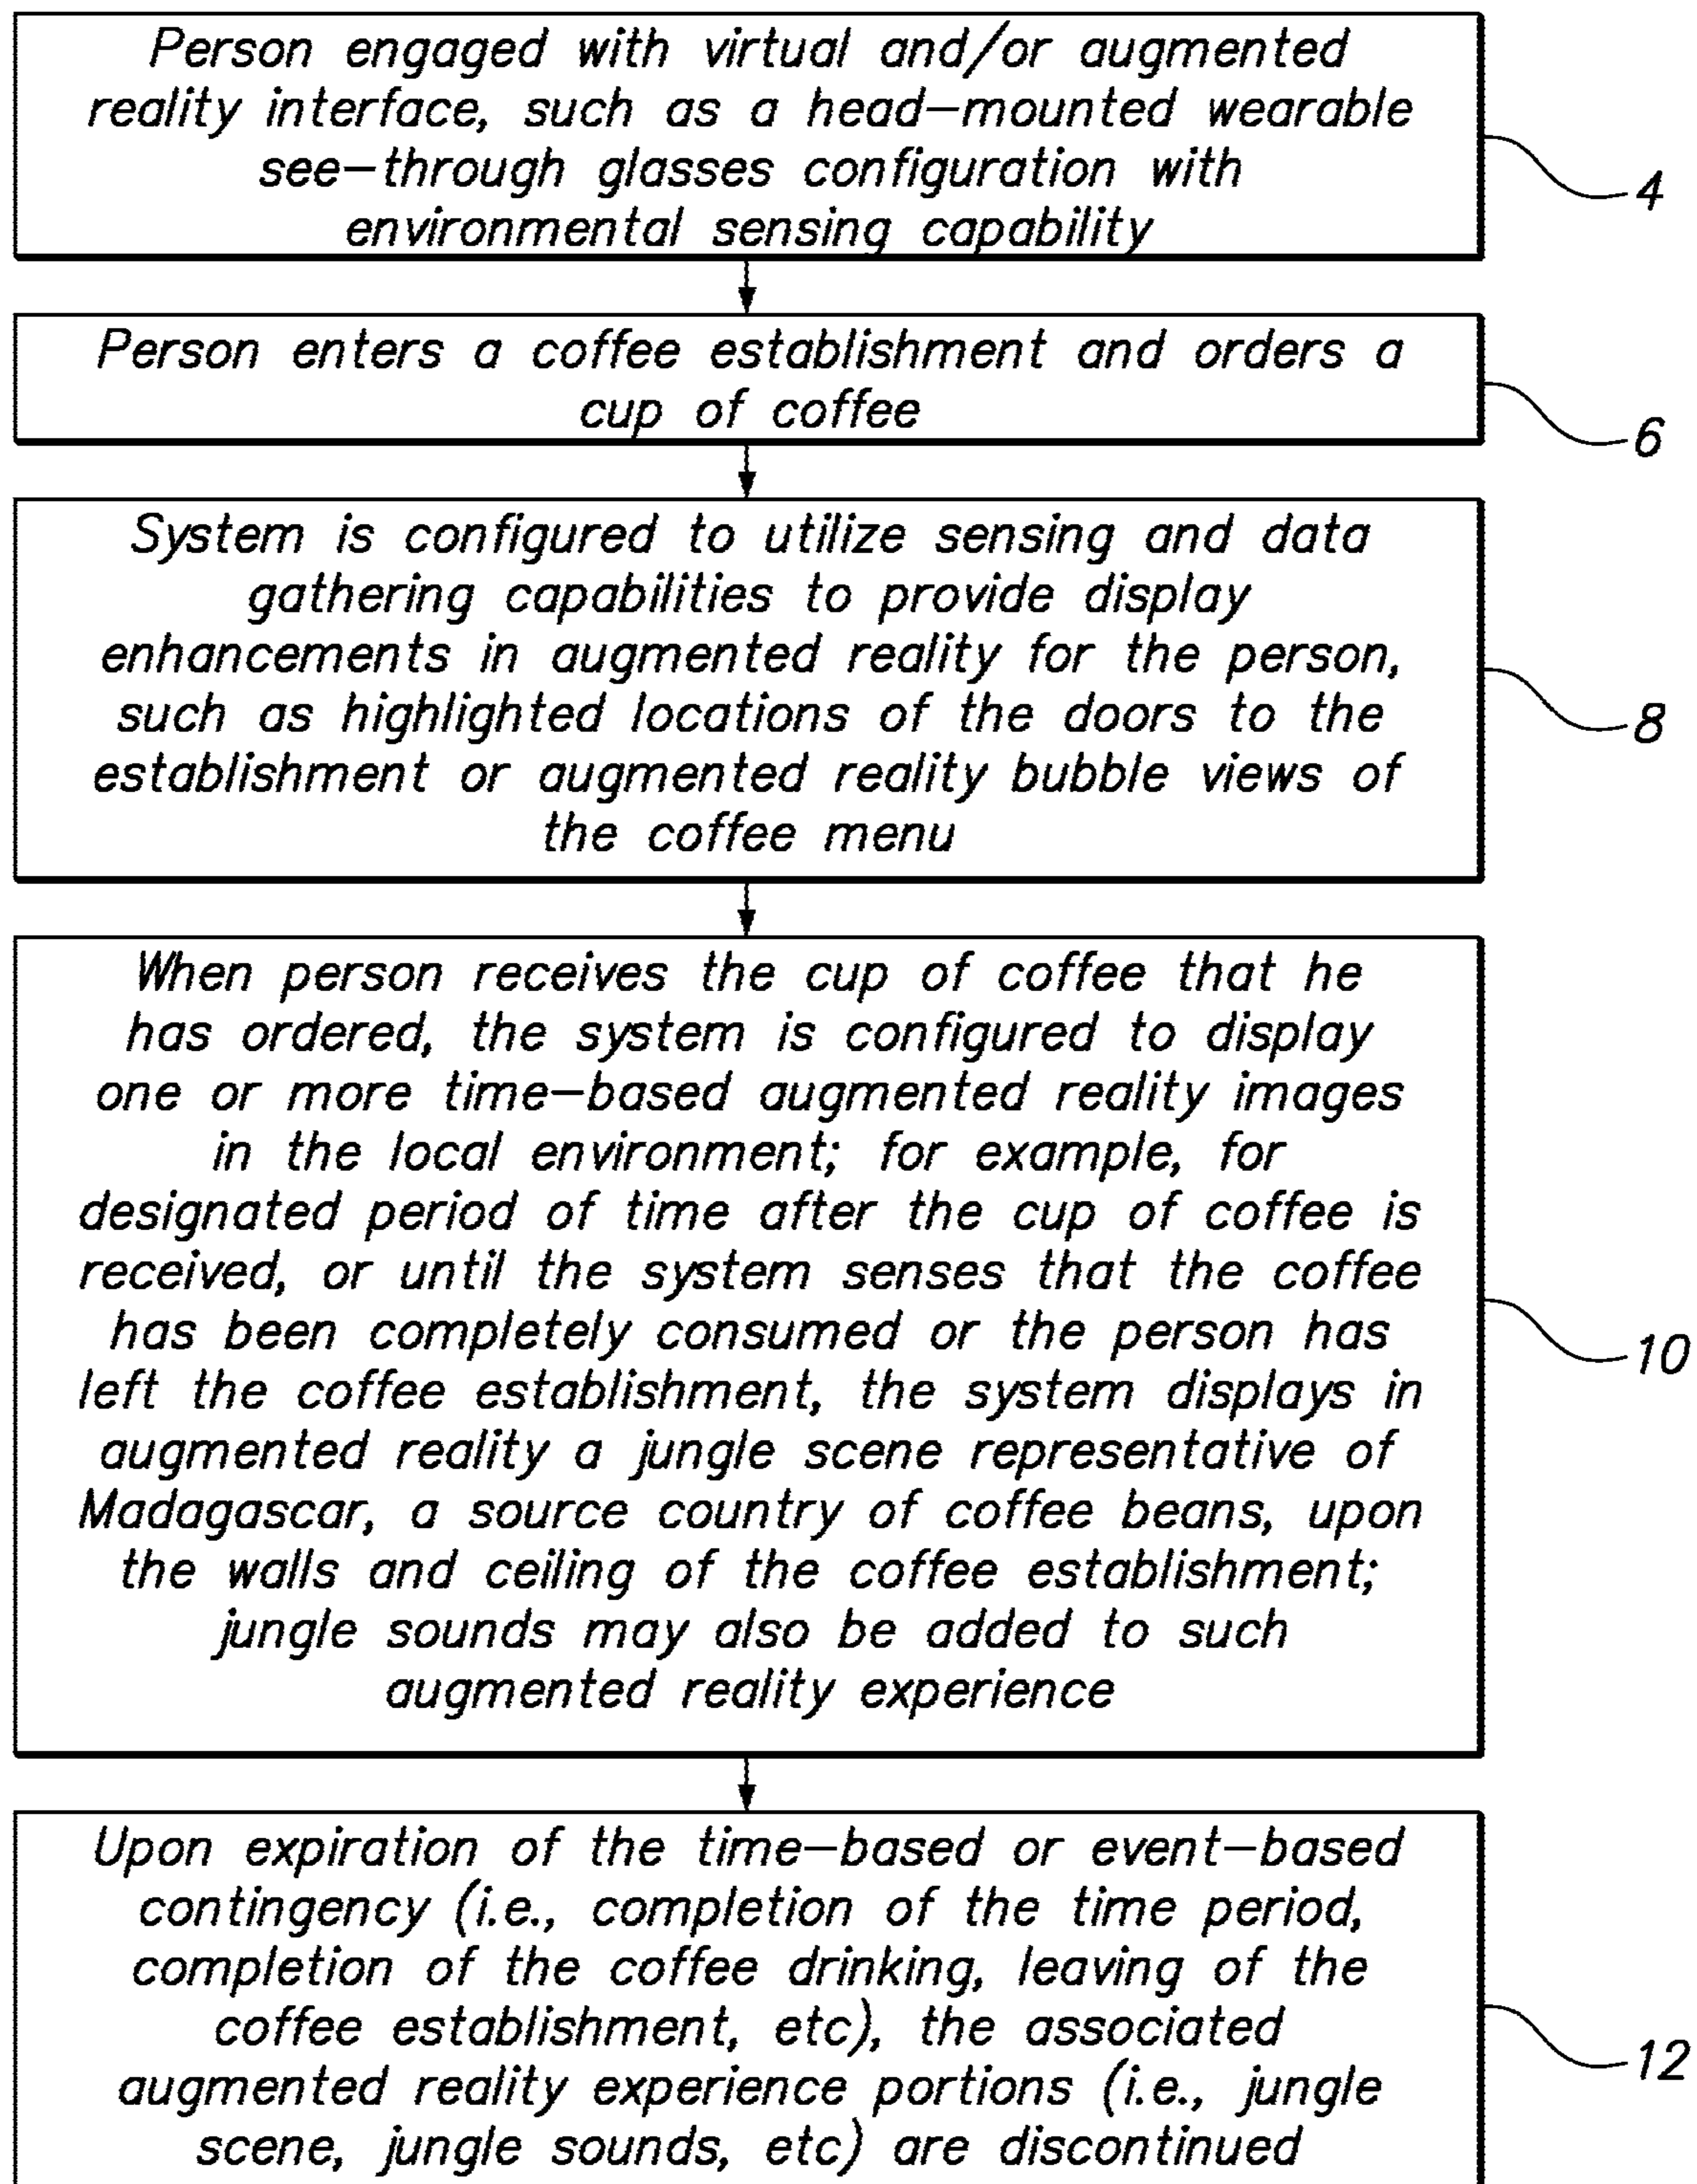 Person engaged with virtual and/or augmented
reality interface, such as a head-mounted wearable
see-through glasses configuration with
environmental sensing capability
4
Person enters a coffee establishment and orders a
cup of coffee
6
System is configured to utilize sensing and data
gathering capabilities to provide display
enhancements in augmented reality for the person,
such as highlighted locations of the doors to the
establishment or augmented reality bubble views of
the coffee menu
8
When person receives the cup of coffee that he
has ordered, the system is configured to display
one or more time-based augmented reality images
in the local environment; for example, for
designated period of time after the cup of coffee is
received, or until the system senses that the coffee
has been completely consumed or the person has
left the coffee establishment, the system displays in
augmented reality a jungle scene representative of
Madagascar, a source country of coffee beans, upon
the walls and ceiling of the coffee establishment;
jungle sounds may also be added to such
augmented reality experience
10
Upon expiration of the time-based or event-based
contingency (i.e., completion of the time period,
completion of the coffee drinking, leaving of the
coffee establishment, etc), the associated
augmented reality experience portions (i.e., jungle
scene, jungle sounds, etc) are discontinued
12